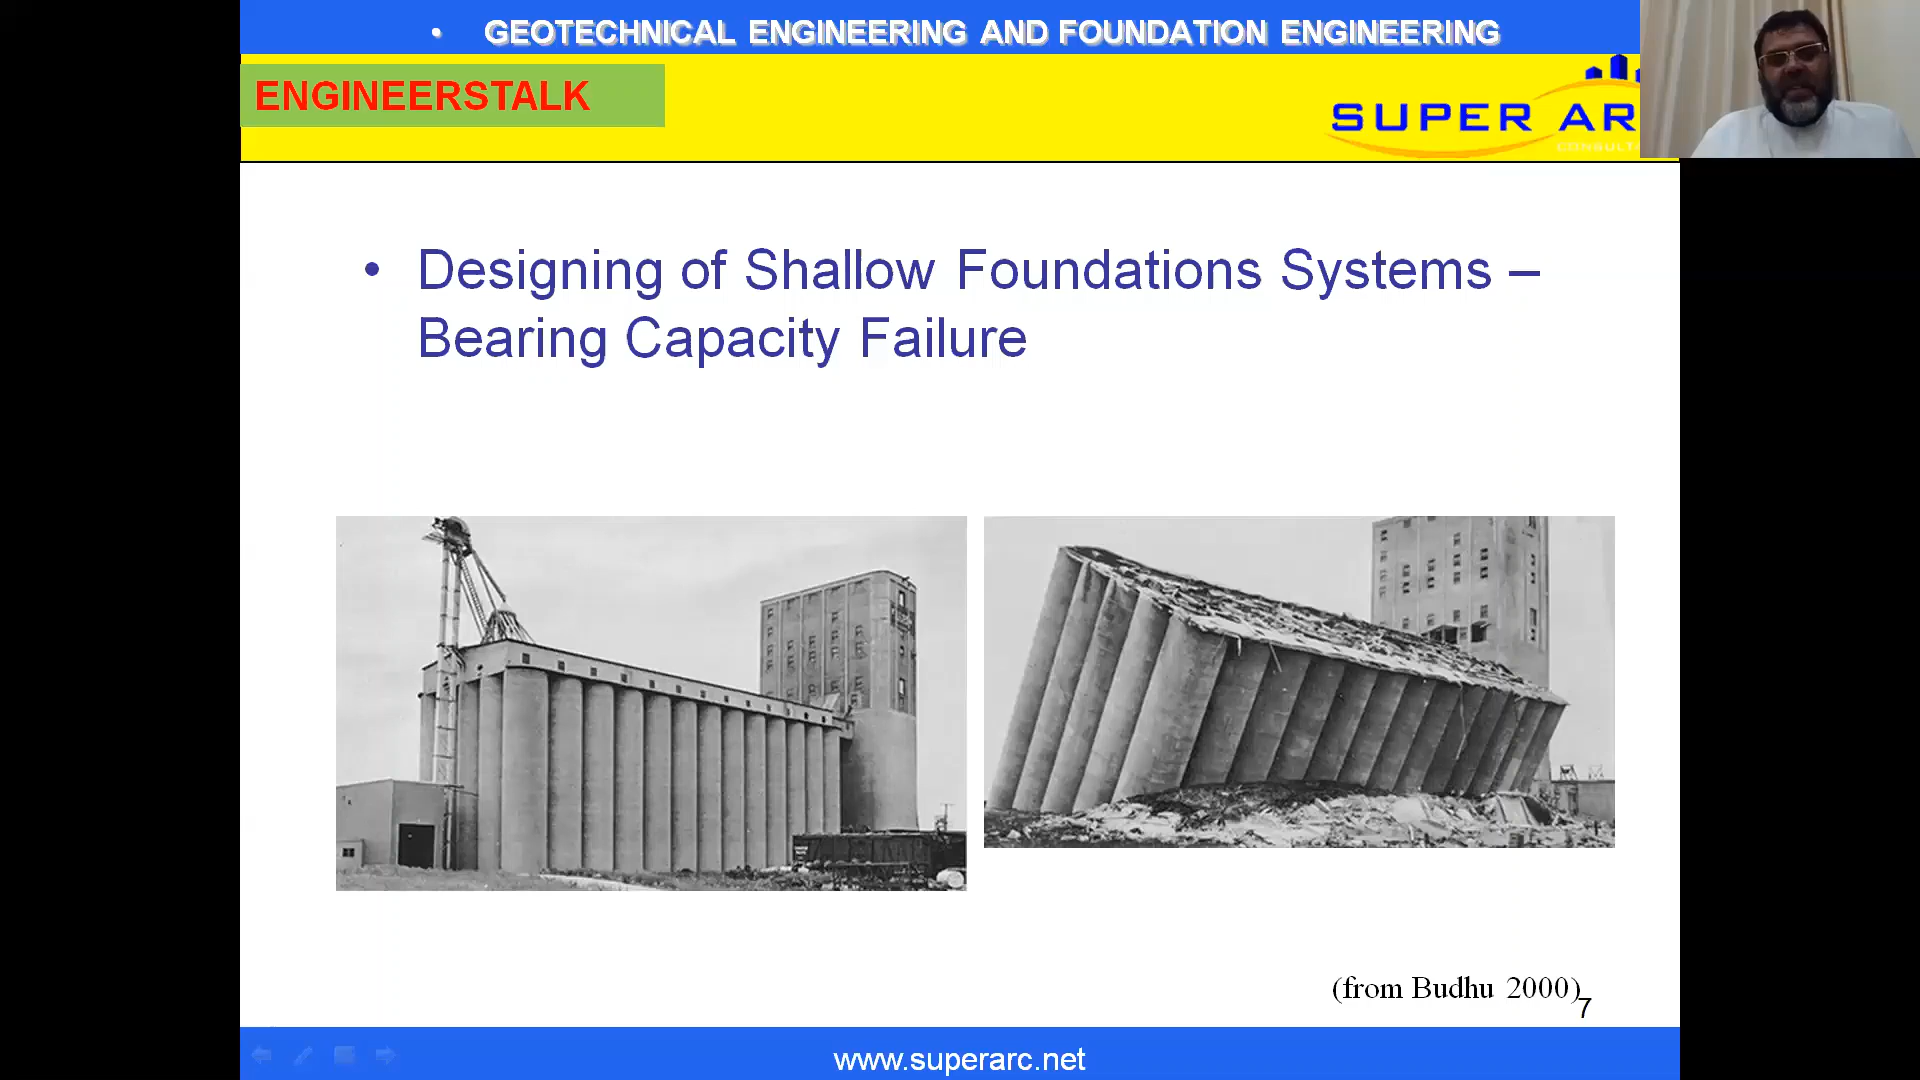 • GEOTECHNICAL ENGINEERING AND FOUNDATION ENGINEERING
ENGINEERSTALK
SUPER AR
CONSULT
• Designing of Shallow Foundations Systems –
Bearing Capacity Failure
(from Budhu 2000)
7
www.superarc.net